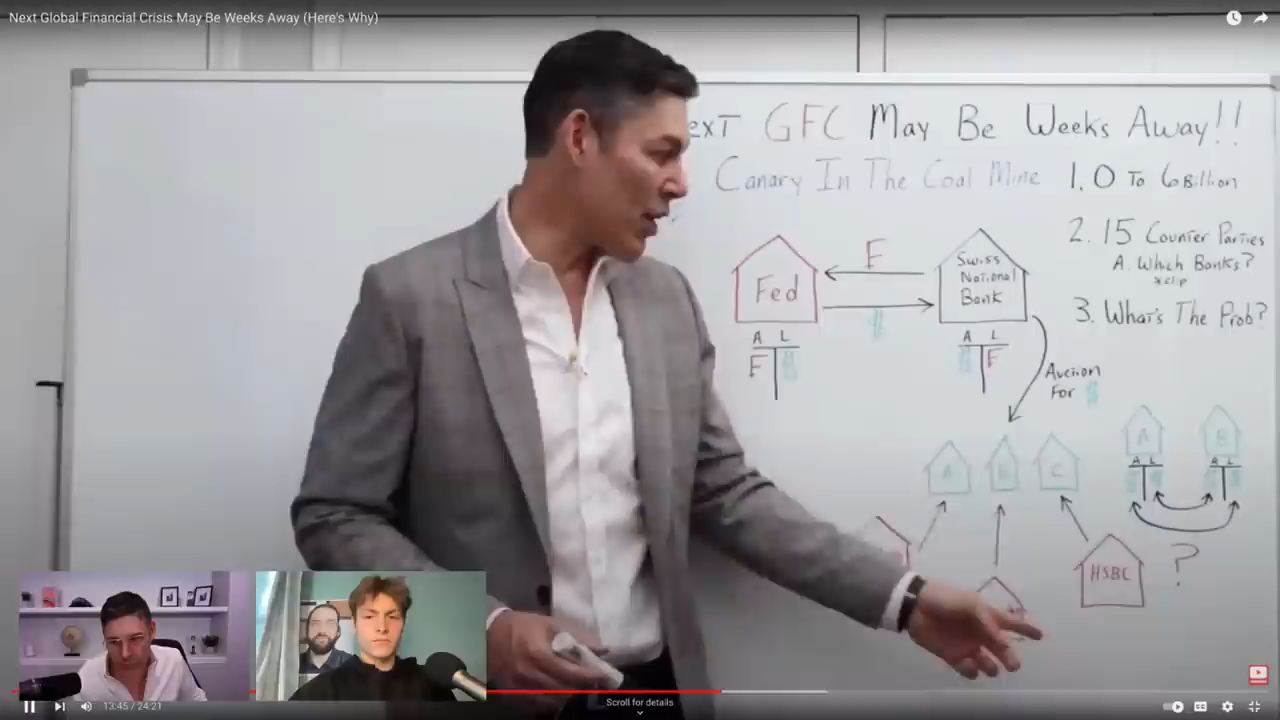 Next Global Financial Crisis May Be Weeks Away (Here's Why)
exT GFC May Be Weeks Away!!
Canary In The Coal Mine
1.0 To 6 Billion
2. 15 Counter Parties
A. Which Banks?
x clip
3. What's The Prob?
Fed
F
$
Swiss
National
Bank
A L
F $
A L
$ F
Auction
For $
A B C
A B
A L
A L
HSBC
?
13:45 / 24:21
Scroll for details